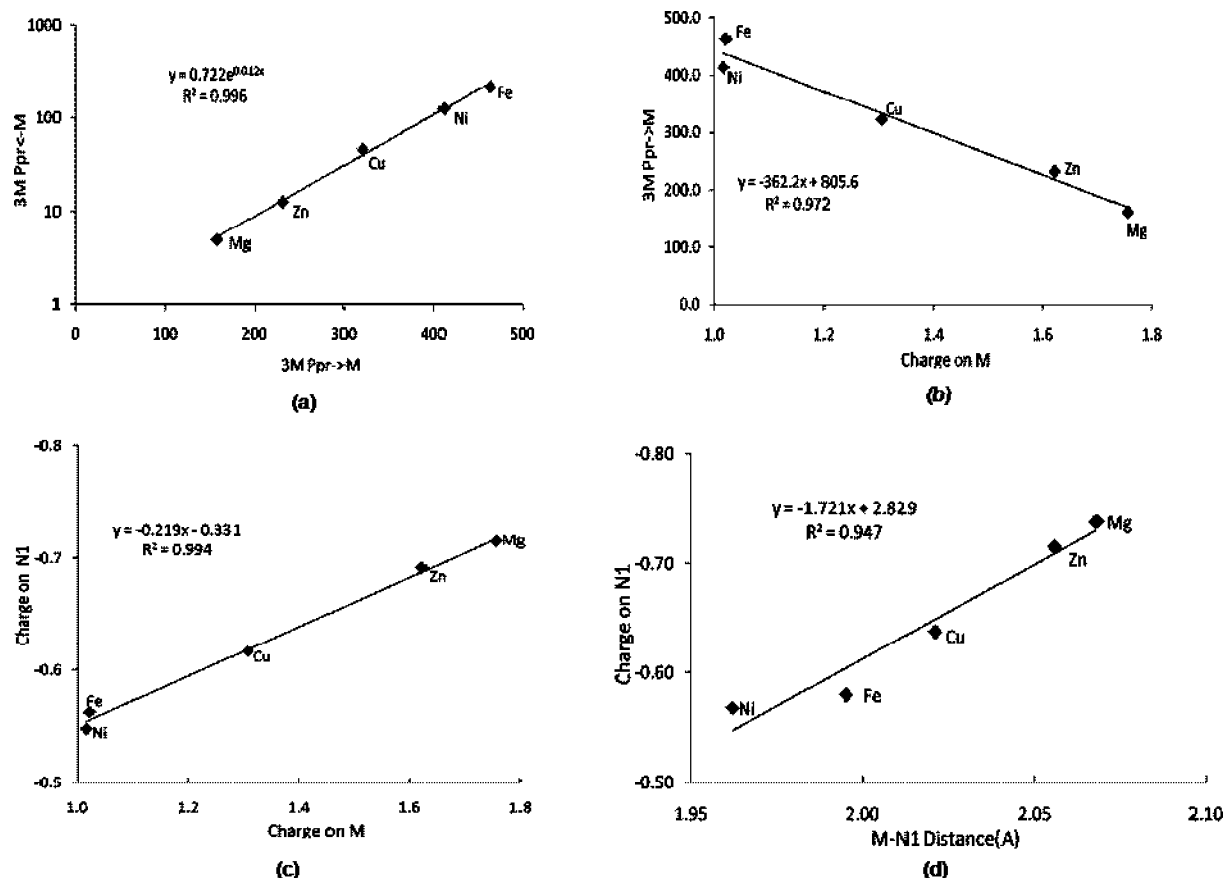 1000
100
10
1
3M Ppr<-M
y = 0.722e^0.012x
R² = 0.996
Fe
Ni
Cu
Zn
Mg
0 100 200 300 400 500
3M Ppr->M
(a)
500.0
400.0
300.0
200.0
100.0
0.0
3M Ppr->M
Fe
Ni
Cu
Zn
Mg
y = -362.2x + 805.6
R² = 0.972
1.0 1.2 1.4 1.6 1.8
Charge on M
(b)
-0.8
-0.7
-0.6
-0.5
Charge on N1
y = -0.219x - 0.331
R² = 0.994
Mg
Zn
Cu
Fe
Ni
1.0 1.2 1.4 1.6 1.8
Charge on M
(c)
-0.80
-0.70
-0.60
-0.50
Charge on N1
y = -1.721x + 2.829
R² = 0.947
Mg
Zn
Cu
Fe
Ni
1.95 2.00 2.05 2.10
M-N1 Distance(A)
(d)